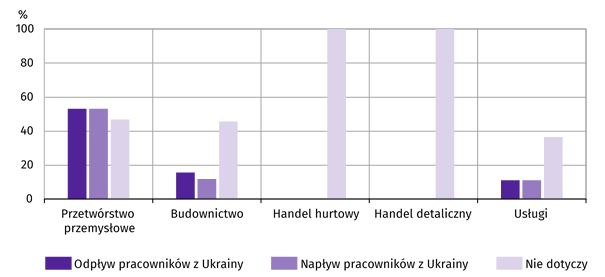 %
100
80
60
40
20
0
Przetwórstwo
przemysłowe
Budownictwo
Handel hurtowy
Handel detaliczny
Usługi
Odpływ pracowników z Ukrainy
Napływ pracowników z Ukrainy
Nie dotyczy